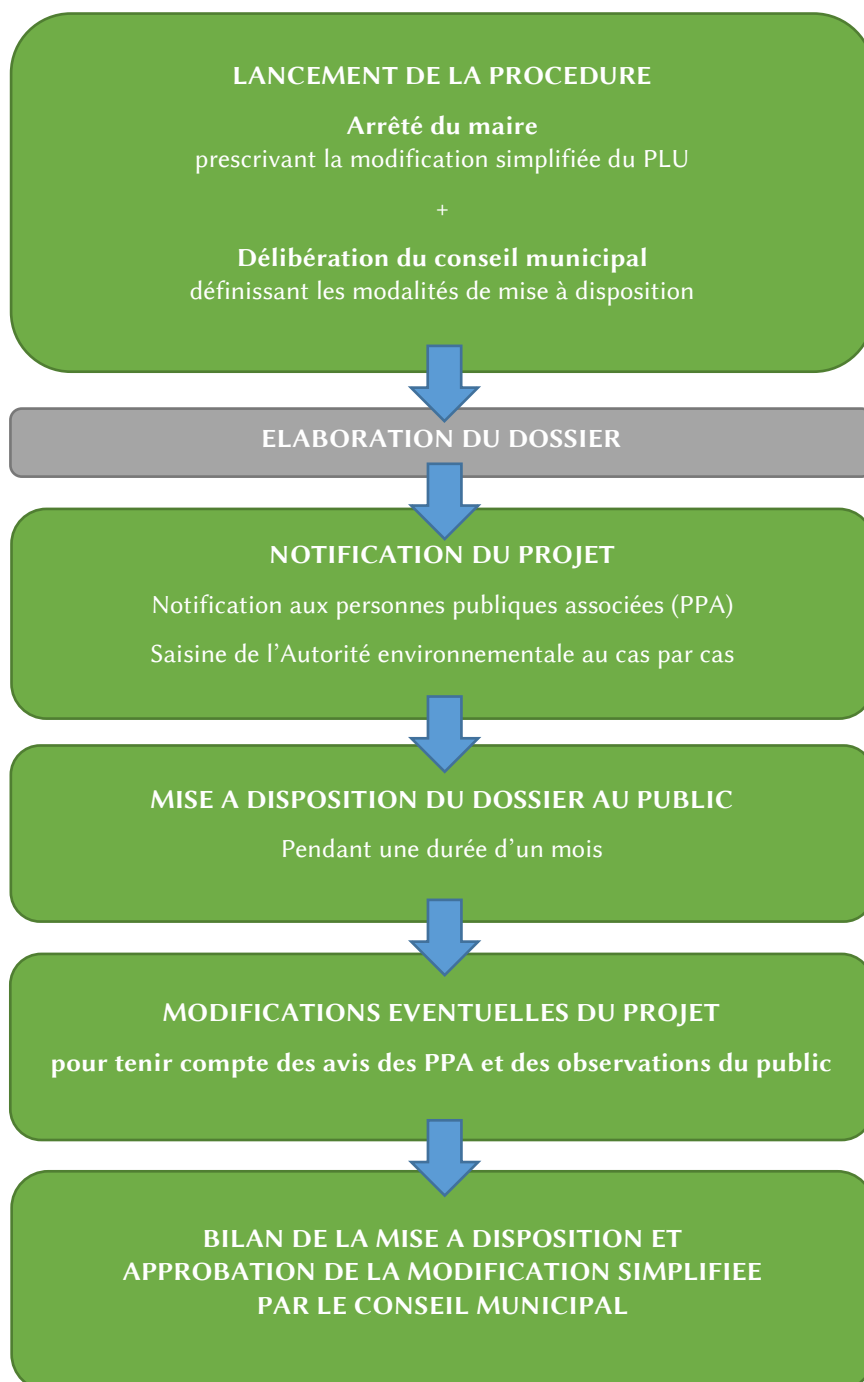 LANCEMENT DE LA PROCEDURE
Arrêté du maire
prescrivant la modification simplifiée du PLU
+
Délibération du conseil municipal
définissant les modalités de mise à disposition
ELABORATION DU DOSSIER
NOTIFICATION DU PROJET
Notification aux personnes publiques associées (PPA)
Saisine de l’Autorité environnementale au cas par cas
MISE A DISPOSITION DU DOSSIER AU PUBLIC
Pendant une durée d’un mois
MODIFICATIONS EVENTUELLES DU PROJET
pour tenir compte des avis des PPA et des observations du public
BILAN DE LA MISE A DISPOSITION ET
APPROBATION DE LA MODIFICATION SIMPLIFIEE
PAR LE CONSEIL MUNICIPAL